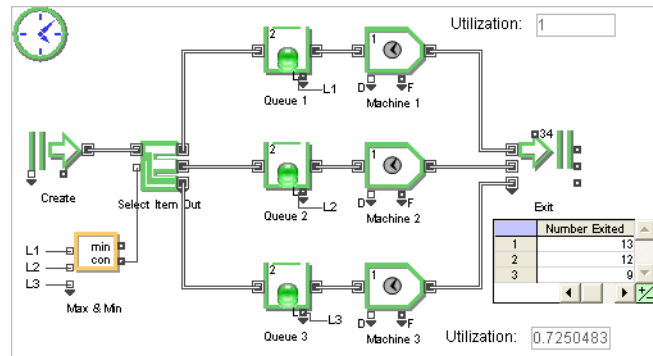 Utilization: 1
2
1
L
L1
D
F
Queue 1
Machine 1
34
Create
Select Item Out
2
1
L
L2
D
F
Queue 2
Machine 2
Exit
L1
L2
L3
min
con
Max & Min
Number Exited
1 13
2 12
3 9
2
1
L
L3
D
F
Queue 3
Machine 3
Utilization: 0.7250483